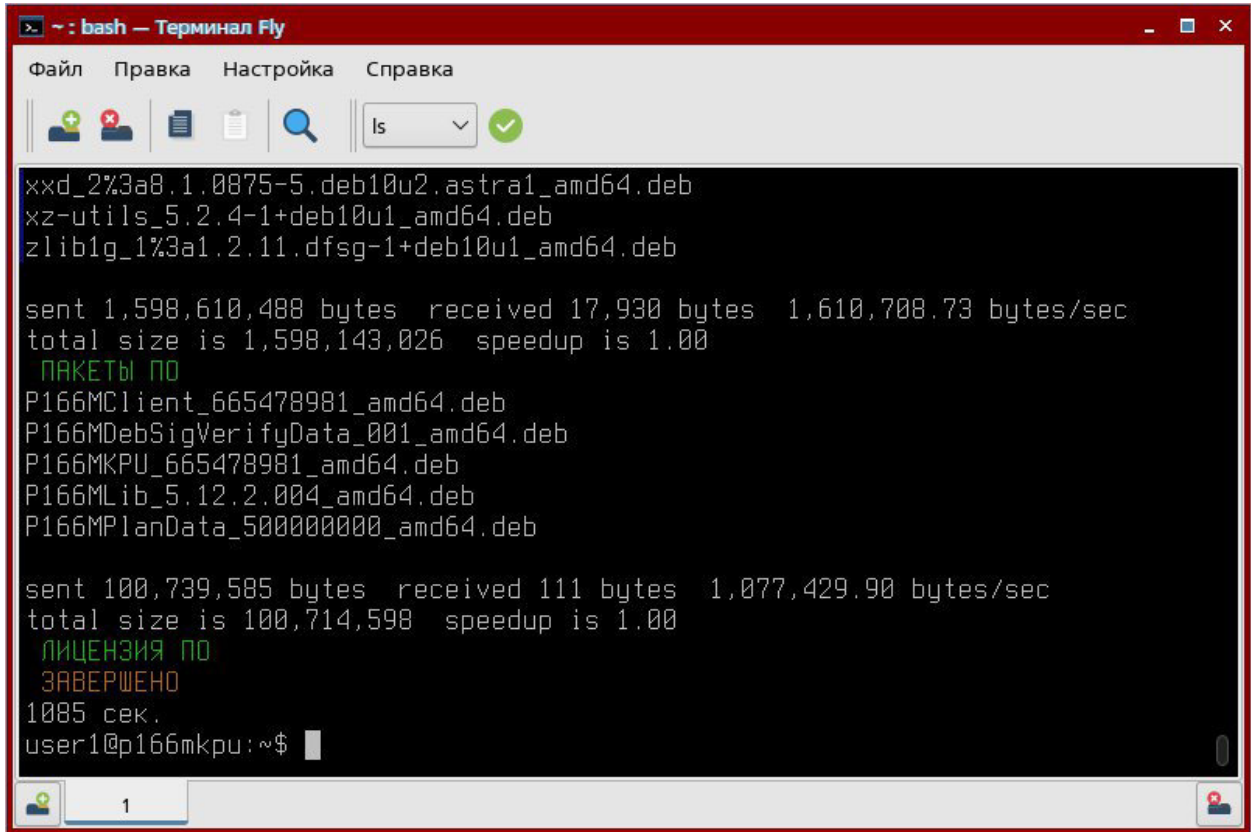 ~ : bash — Терминал Fly
Файл Правка Настройка Справка
ls
xxd_2%3a8.1.0875-5.deb10u2.astra1_amd64.deb
xz-utils_5.2.4-1+deb10u1_amd64.deb
zlib1g_1%3a1.2.11.dfsg-1+deb10u1_amd64.deb
sent 1,598,610,488 bytes  received 17,930 bytes  1,610,708.73 bytes/sec
total size is 1,598,143,026  speedup is 1.00
ПАКЕТЫ ПО
P166MClient_665478981_amd64.deb
P166MDebSigVerifyData_001_amd64.deb
P166MKPU_665478981_amd64.deb
P166MLib_5.12.2.004_amd64.deb
P166MPlanData_500000000_amd64.deb
sent 100,739,585 bytes  received 111 bytes  1,077,429.90 bytes/sec
total size is 100,714,598  speedup is 1.00
ЛИЦЕНЗИЯ ПО
ЗАВЕРШЕНО
1085 сек.
user1@p166mkpu:~$
1